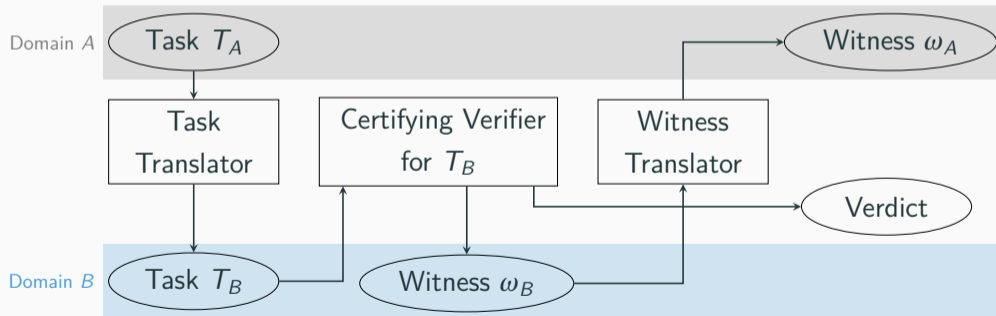 Domain A
Task T_A
Witness ω_A
Task
Translator
Certifying Verifier
for T_B
Witness
Translator
Verdict
Domain B
Task T_B
Witness ω_B